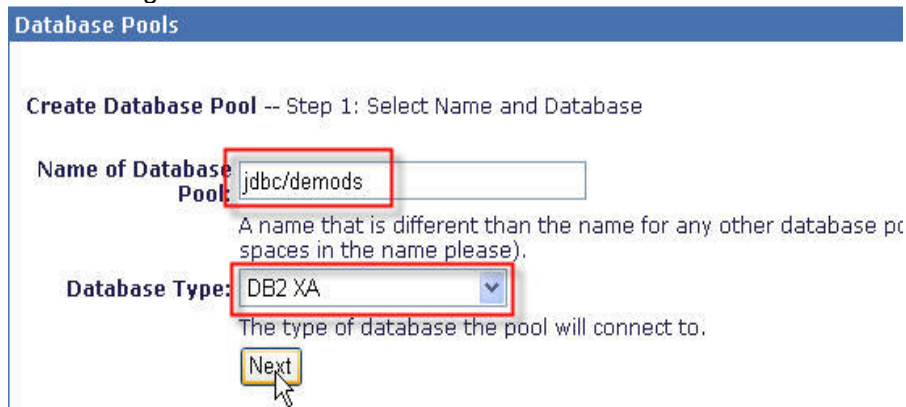 Database Pools
Create Database Pool -- Step 1: Select Name and Database
Name of Database
Pool:
jdbc/demods
A name that is different than the name for any other database
spaces in the name please).
Database Type:
DB2 XA
The type of database the pool will connect to.
Next